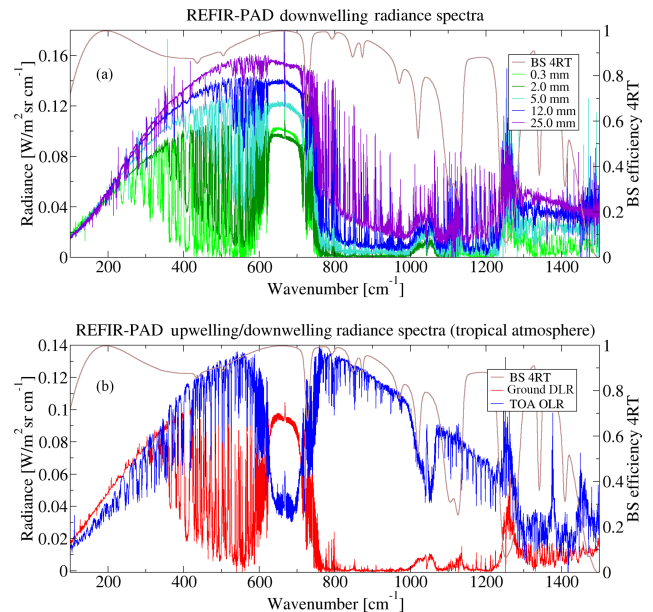 REFIR-PAD downwelling radiance spectra
(a)
Radiance [W/m² sr cm⁻¹]
0
0.04
0.08
0.12
0.16
200 400 600 800 1000 1200 1400
Wavenumber [cm⁻¹]
0
0.2
0.4
0.6
0.8
1
BS efficiency 4RT
BS 4RT
0.3 mm
2.0 mm
5.0 mm
12.0 mm
25.0 mm
REFIR-PAD upwelling/downwelling radiance spectra (tropical atmosphere)
(b)
Radiance [W/m² sr cm⁻¹]
0
0.02
0.04
0.06
0.08
0.1
0.12
0.14
200 400 600 800 1000 1200 1400
Wavenumber [cm⁻¹]
0
0.2
0.4
0.6
0.8
1
BS efficiency 4RT
BS 4RT
Ground DLR
TOA OLR